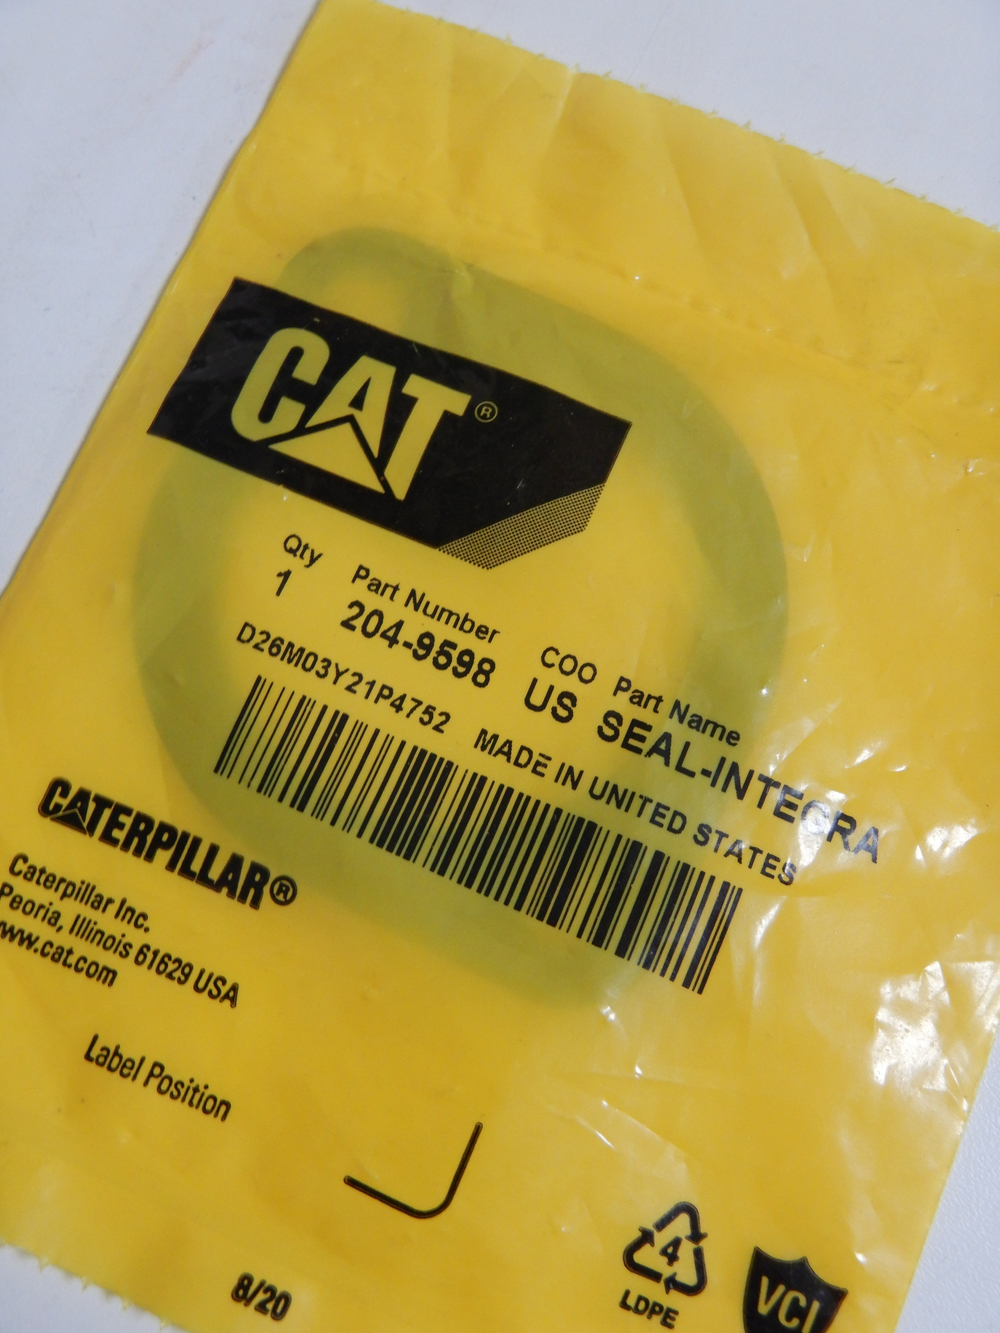 CAT®
Qty Part Number COO Part Name
1 204-9598 US SEAL-INTEGRA
D26M03Y21P4752 MADE IN UNITED STATES
CATERPILLAR®
Caterpillar Inc.
Peoria, Illinois 61629 USA
www.cat.com
Label Position
4
LDPE
VCI
8/20